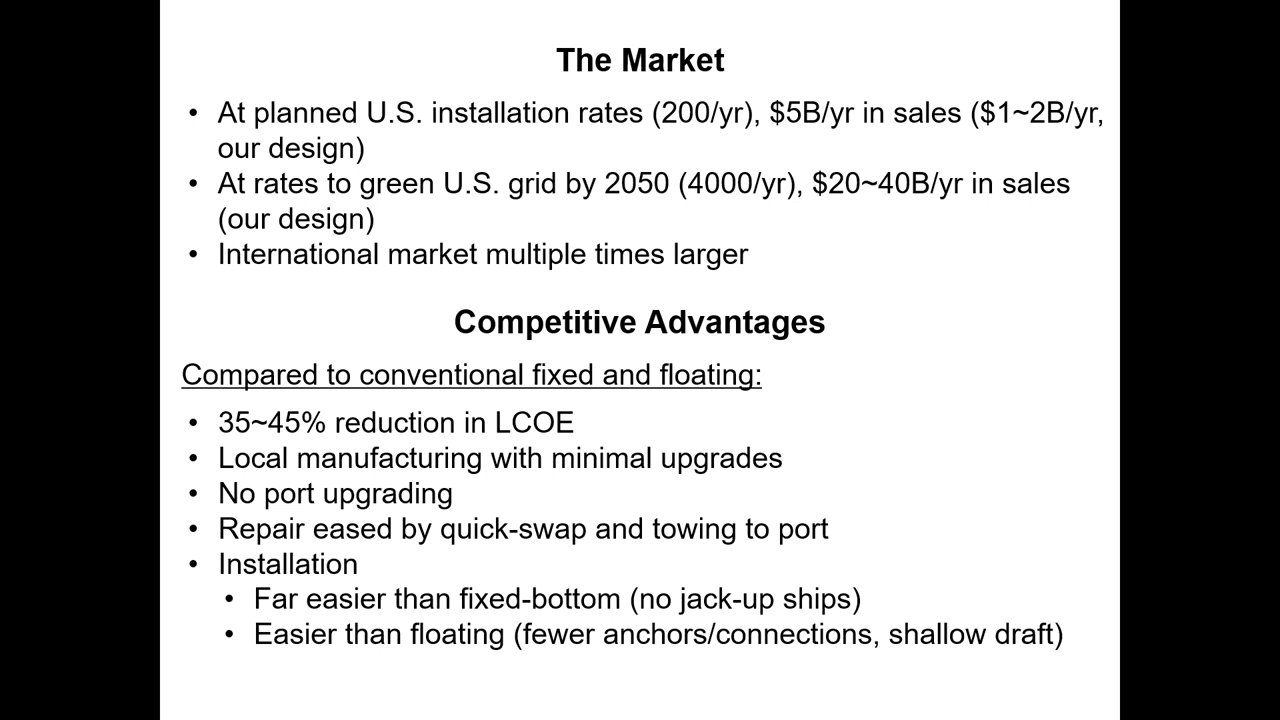 The Market
• At planned U.S. installation rates (200/yr), $5B/yr in sales ($1~2B/yr,
our design)
• At rates to green U.S. grid by 2050 (4000/yr), $20~40B/yr in sales
(our design)
• International market multiple times larger
Competitive Advantages
Compared to conventional fixed and floating:
• 35~45% reduction in LCOE
• Local manufacturing with minimal upgrades
• No port upgrading
• Repair eased by quick-swap and towing to port
• Installation
• Far easier than fixed-bottom (no jack-up ships)
• Easier than floating (fewer anchors/connections, shallow draft)